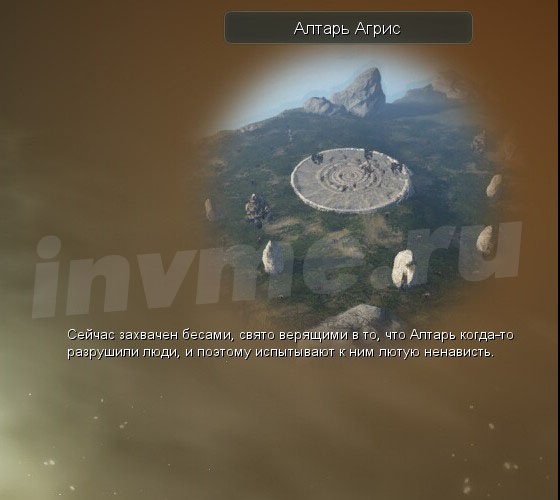 Алтарь Агрис
invme.ru
Сейчас захвачен бесами, свято верящими в то, что Алтарь когда-то
разрушили люди, и поэтому испытывают к ним лютую ненависть.